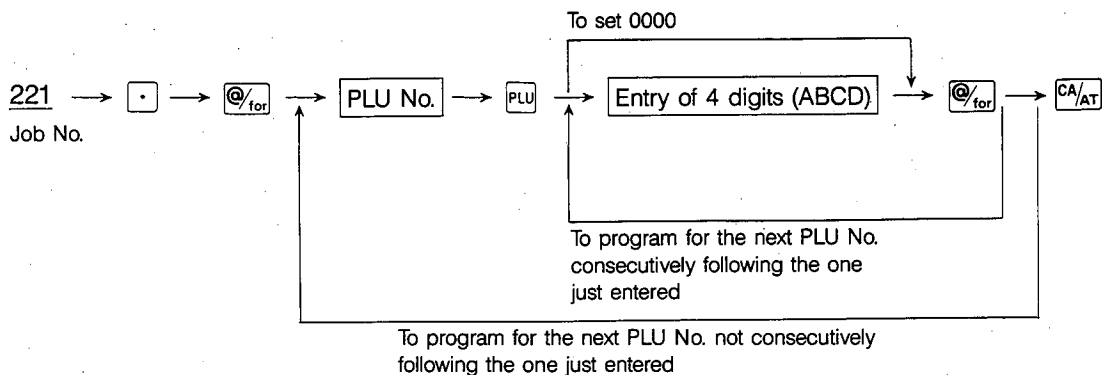 To set 0000
221 · @/for PLU No. PLU Entry of 4 digits (ABCD) @/for CA/AT
Job No.
To program for the next PLU No.
consecutively following the one
just entered
To program for the next PLU No. not consecutively
following the one just entered